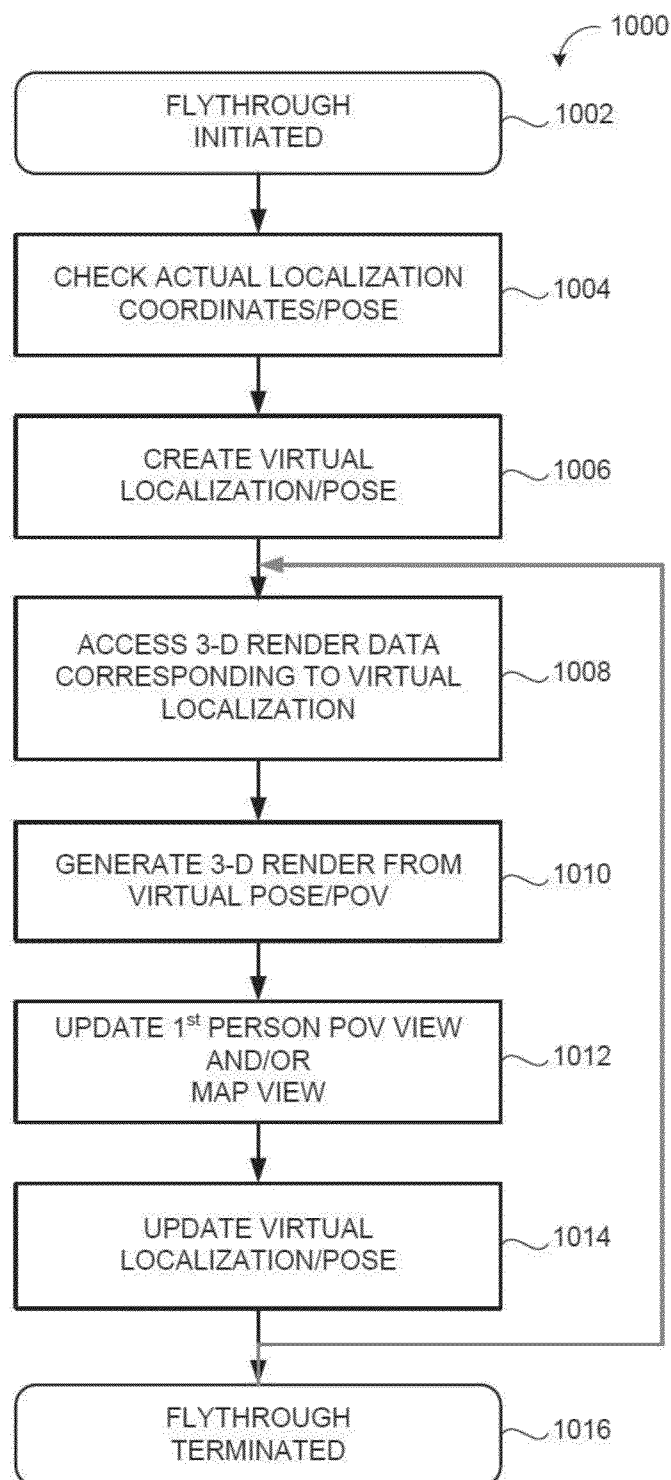 1000
FLYTHROUGH
INITIATED
1002
CHECK ACTUAL LOCALIZATION
COORDINATES/POSE
1004
CREATE VIRTUAL
LOCALIZATION/POSE
1006
ACCESS 3-D RENDER DATA
CORRESPONDING TO VIRTUAL
LOCALIZATION
1008
GENERATE 3-D RENDER FROM
VIRTUAL POSE/POV
1010
UPDATE 1st PERSON POV VIEW
AND/OR
MAP VIEW
1012
UPDATE VIRTUAL
LOCALIZATION/POSE
1014
FLYTHROUGH
TERMINATED
1016